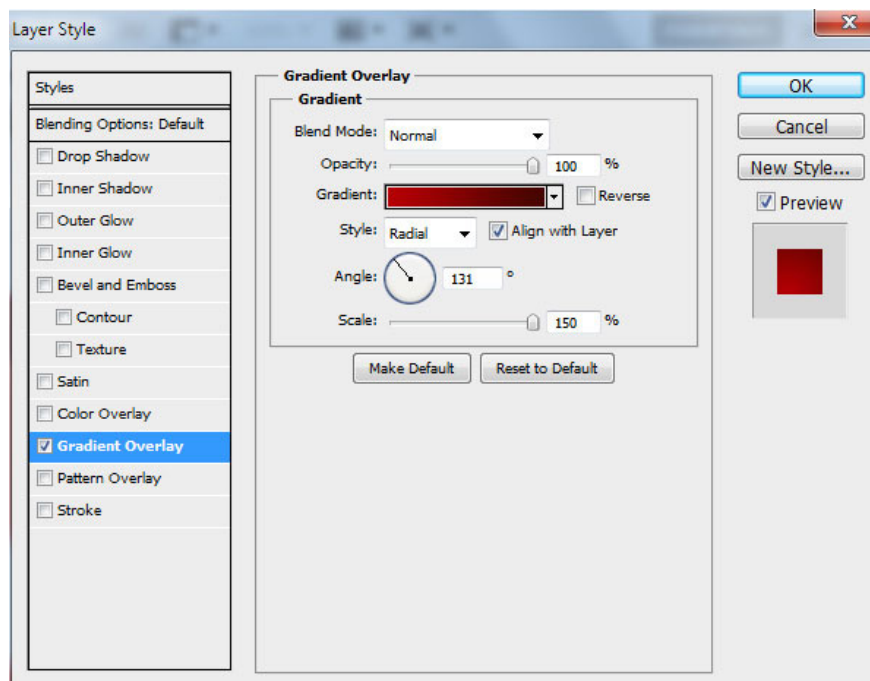 Layer Style
Styles
Blending Options: Default
Drop Shadow
Inner Shadow
Outer Glow
Inner Glow
Bevel and Emboss
Contour
Texture
Satin
Color Overlay
Gradient Overlay
Pattern Overlay
Stroke
Gradient Overlay
Gradient
Blend Mode: Normal
Opacity: 100 %
Gradient: Reverse
Style: Radial Align with Layer
Angle: 131 °
Scale: 150 %
Make Default Reset to Default
OK
Cancel
New Style...
Preview